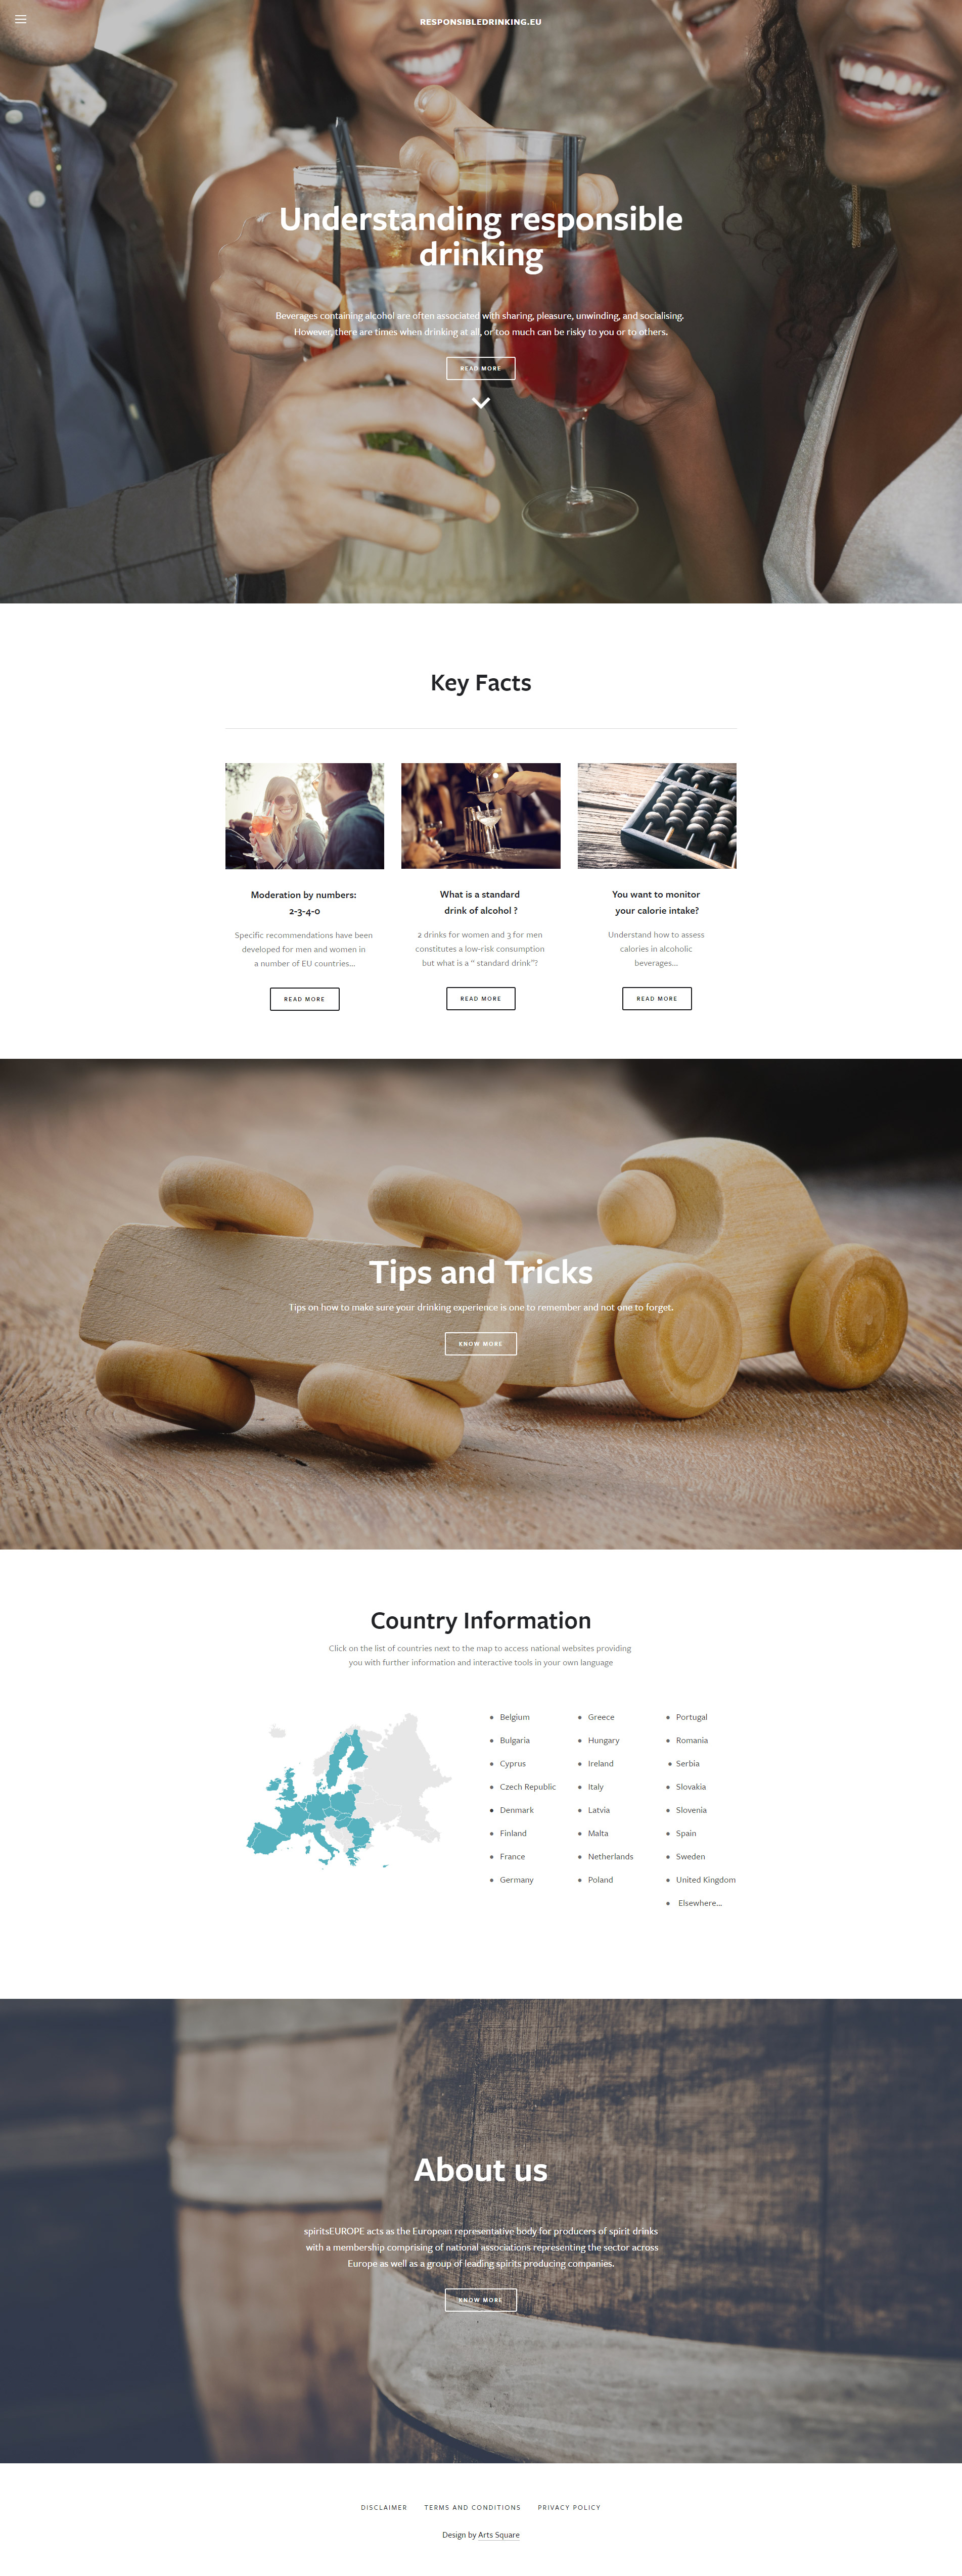 RESPONSIBLEDRINKING.EU
Understanding responsible
drinking
Beverages containing alcohol are often associated with sharing, pleasure, unwinding, and socialising.
However, there are times when drinking at all, or too much can be risky to you or to others.
READ MORE
Key Facts
Moderation by numbers:
2-3-4-0
Specific recommendations have been
developed for men and women in
a number of EU countries...
READ MORE
What is a standard
drink of alcohol ?
2 drinks for women and 3 for men
constitutes a low-risk consumption
but what is a “ standard drink”?
READ MORE
You want to monitor
your calorie intake?
Understand how to assess
calories in alcoholic
beverages...
READ MORE
Tips and Tricks
Tips on how to make sure your drinking experience is one to remember and not one to forget.
KNOW MORE
Country Information
Click on the list of countries next to the map to access national websites providing
you with further information and interactive tools in your own language
Belgium
Bulgaria
Cyprus
Czech Republic
Denmark
Finland
France
Germany
Greece
Hungary
Ireland
Italy
Latvia
Malta
Netherlands
Poland
Portugal
Romania
Serbia
Slovakia
Slovenia
Spain
Sweden
United Kingdom
Elsewhere...
About us
spiritsEUROPE acts as the European representative body for producers of spirit drinks
with a membership comprising of national associations representing the sector across
Europe as well as a group of leading spirits producing companies.
KNOW MORE
DISCLAIMER TERMS AND CONDITIONS PRIVACY POLICY
Design by Arts Square